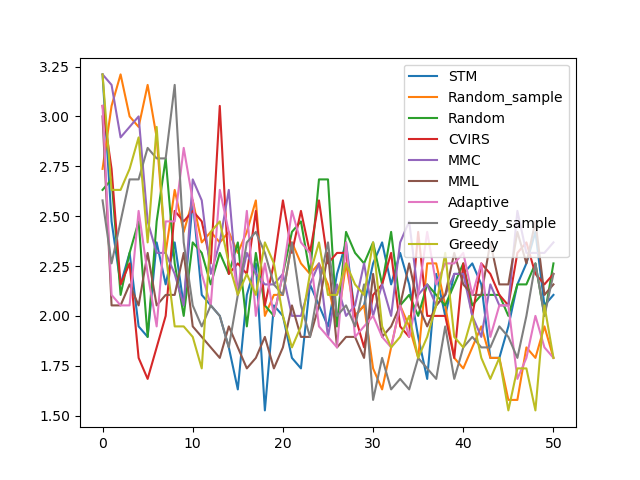 3.25
3.00
2.75
2.50
2.25
2.00
1.75
1.50
0
10
20
30
40
50
STM
Random_sample
Random
CVIRS
MMC
MML
Adaptive
Greedy_sample
Greedy